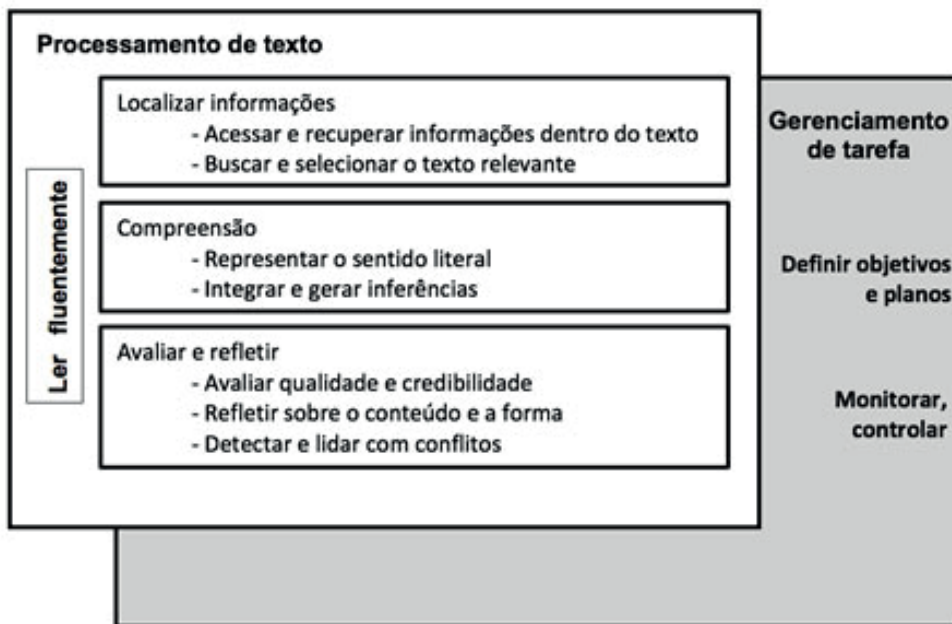 Processamento de texto
Ler fluentemente
Localizar informações
- Acessar e recuperar informações dentro do texto
- Buscar e selecionar o texto relevante
Compreensão
- Representar o sentido literal
- Integrar e gerar inferências
Avaliar e refletir
- Avaliar qualidade e credibilidade
- Refletir sobre o conteúdo e a forma
- Detectar e lidar com conflitos
Gerenciamento
de tarefa
Definir objetivos
e planos
Monitorar,
controlar